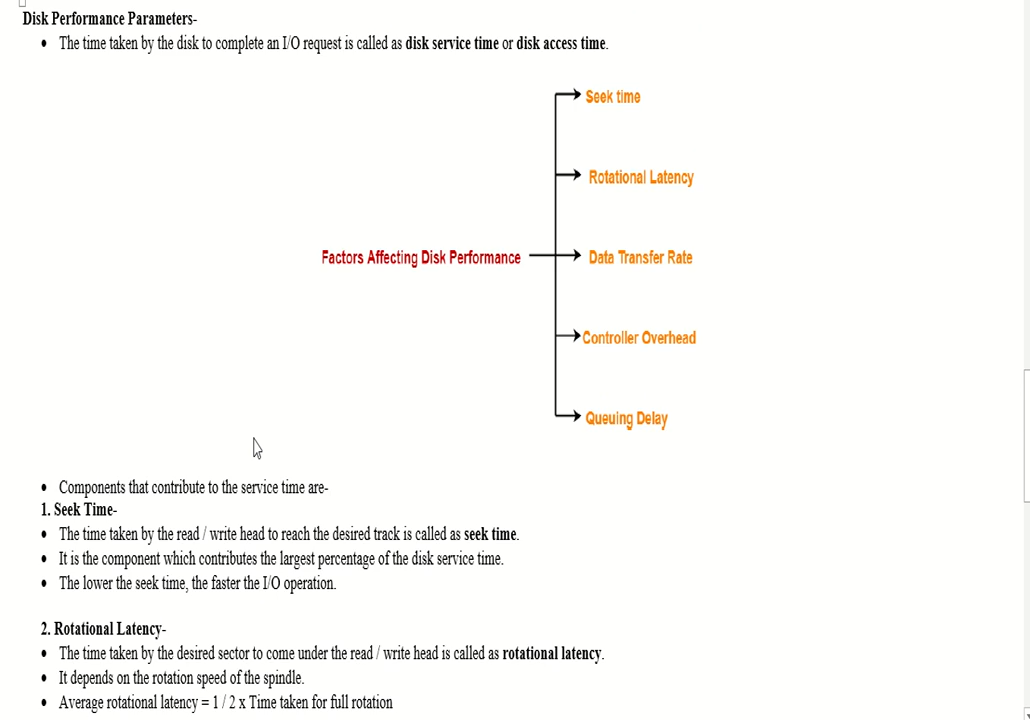 Disk Performance Parameters-
• The time taken by the disk to complete an I/O request is called as disk service time or disk access time.
Seek time
Rotational Latency
Factors Affecting Disk Performance
Data Transfer Rate
Controller Overhead
Queuing Delay
• Components that contribute to the service time are-
1. Seek Time-
• The time taken by the read / write head to reach the desired track is called as seek time.
• It is the component which contributes the largest percentage of the disk service time.
• The lower the seek time, the faster the I/O operation.
2. Rotational Latency-
• The time taken by the desired sector to come under the read / write head is called as rotational latency.
• It depends on the rotation speed of the spindle.
• Average rotational latency = 1 / 2 x Time taken for full rotation